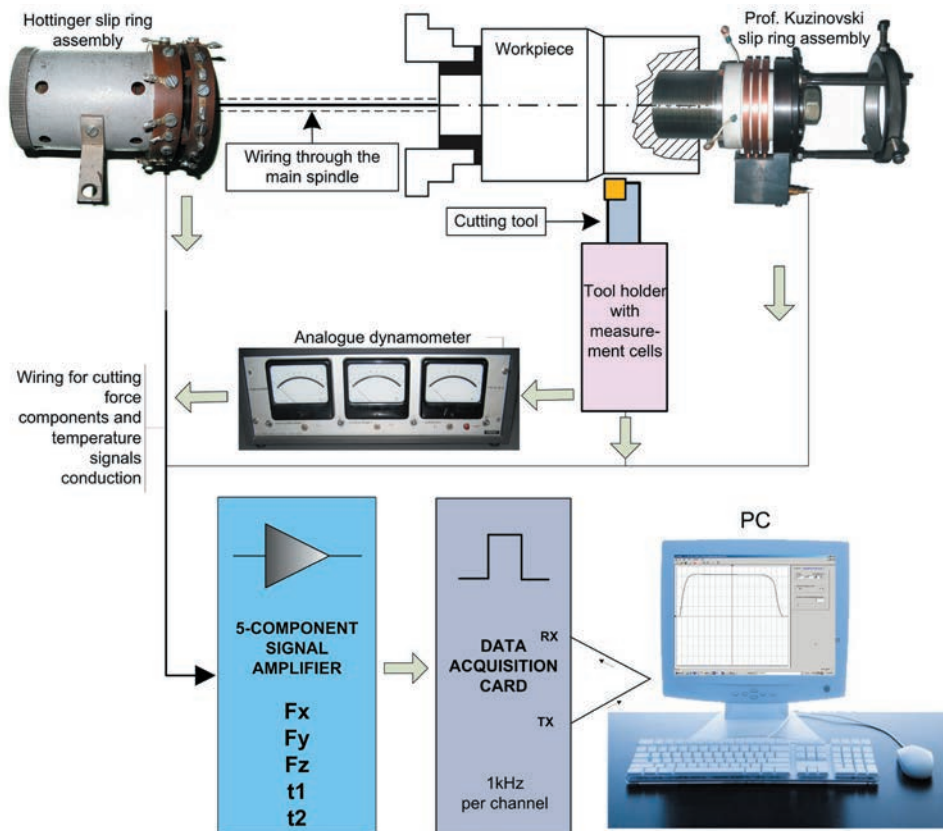 Hottinger slip ring
assembly
Workpiece
Prof. Kuzinovski
slip ring assembly
Wiring through the
main spindle
Cutting tool
Tool holder
with
measure-
ment cells
Analogue dynamometer
Wiring for cutting
force
components and
temperature
signals
conduction
5-COMPONENT
SIGNAL
AMPLIFIER
Fx
Fy
Fz
t1
t2
DATA
ACQUISITION
CARD
RX
TX
1kHz
per channel
PC